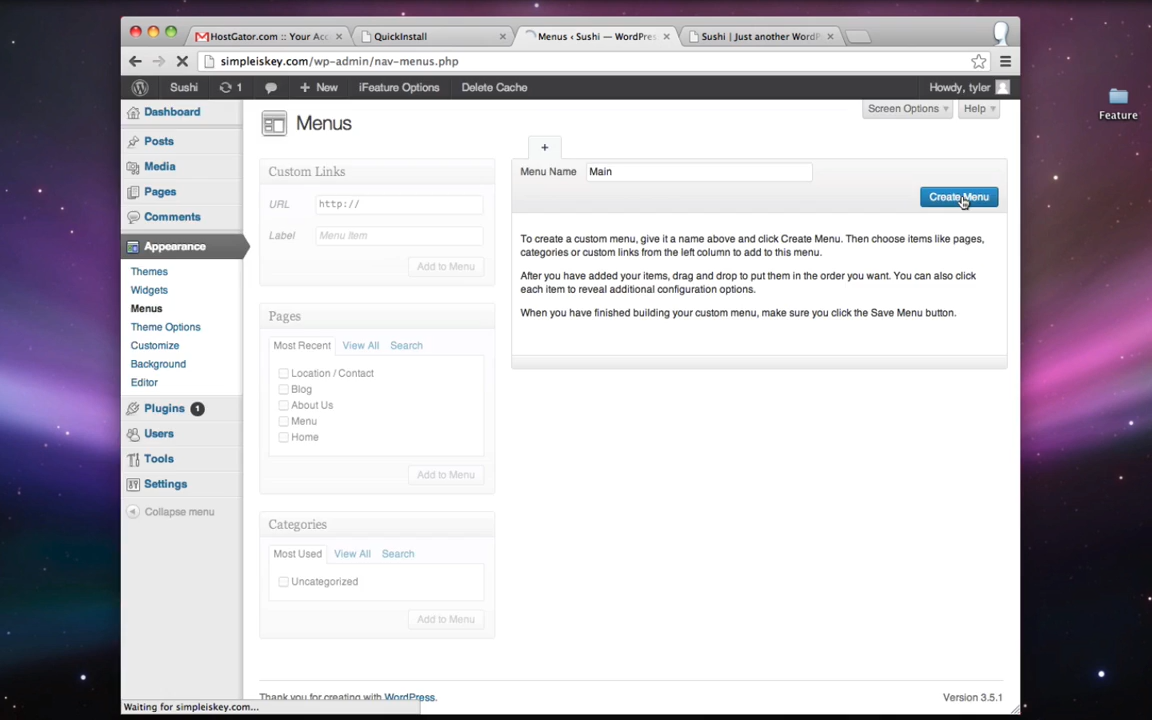 HostGator.com :: Your Acc
QuickInstall
Menus ‹ Sushi — WordPres
Sushi | Just another WordP
simpleiskey.com/wp-admin/nav-menus.php
Sushi
1
+ New
iFeature Options
Delete Cache
Howdy, tyler
Feature
Screen Options
Help
Dashboard
Posts
Media
Pages
Comments
Appearance
Themes
Widgets
Menus
Theme Options
Customize
Background
Editor
Plugins 1
Users
Tools
Settings
Collapse menu
Menus
Custom Links
URL http://
Label Menu Item
Add to Menu
Pages
Most Recent View All Search
Location / Contact
Blog
About Us
Menu
Home
Add to Menu
Categories
Most Used View All Search
Uncategorized
Add to Menu
+
Menu Name Main
Create Menu
To create a custom menu, give it a name above and click Create Menu. Then choose items like pages,
categories or custom links from the left column to add to this menu.
After you have added your items, drag and drop to put them in the order you want. You can also click
each item to reveal additional configuration options.
When you have finished building your custom menu, make sure you click the Save Menu button.
Thank you for creating with WordPress.
Version 3.5.1
Waiting for simpleiskey.com...